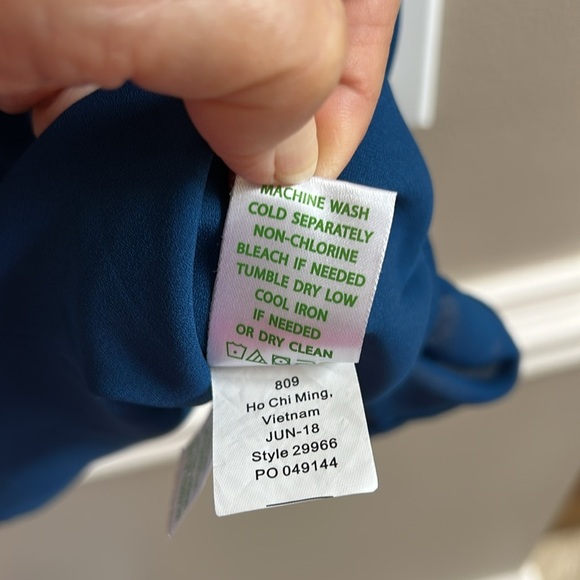 MACHINE WASH
COLD SEPARATELY
NON-CHLORINE
BLEACH IF NEEDED
TUMBLE DRY LOW
COOL IRON
IF NEEDED
OR DRY CLEAN
809
Ho Chi Ming,
Vietnam
JUN-18
Style 29966
PO 049144